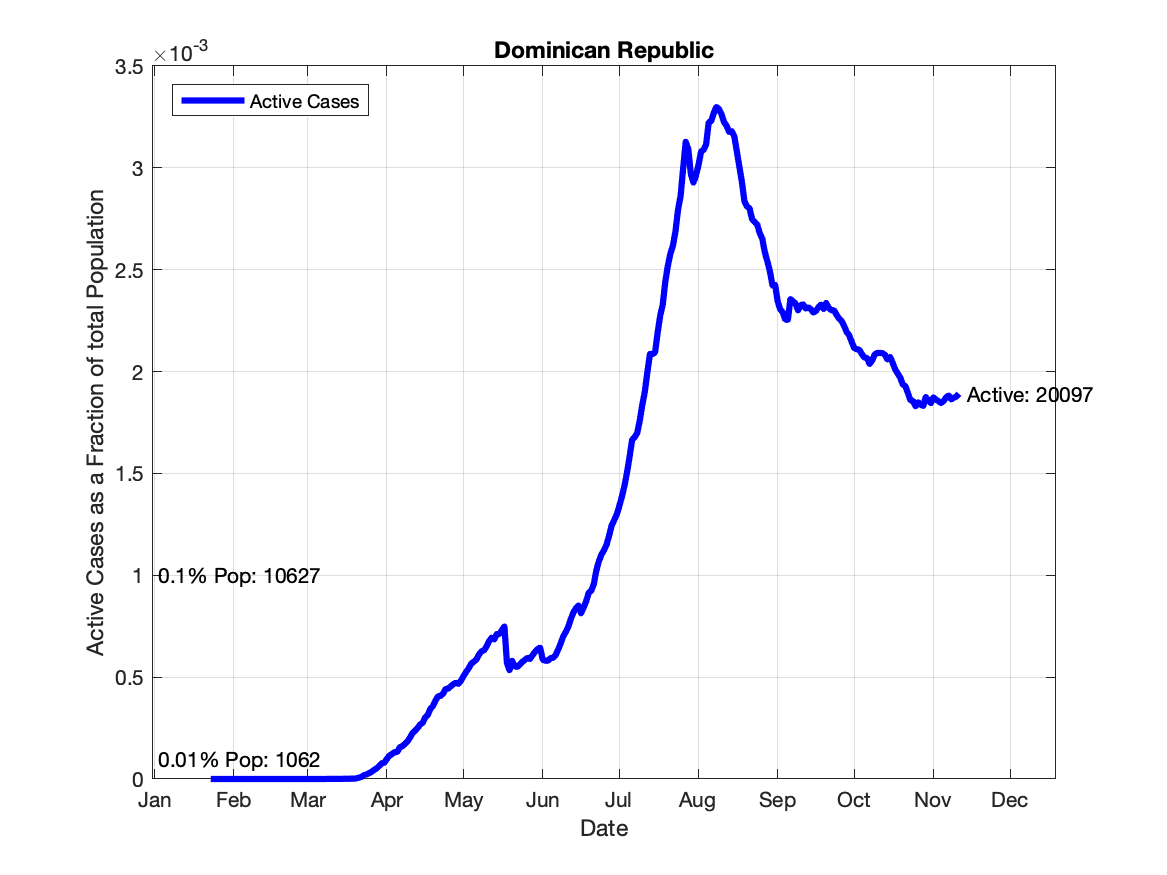 Dominican Republic
×10-3
Active Cases
3.5
3
2.5
2
1.5
1
0.5
0
Active Cases as a Fraction of total Population
Active: 20097
0.1% Pop: 10627
0.01% Pop: 1062
Jan Feb Mar Apr May Jun Jul Aug Sep Oct Nov Dec
Date